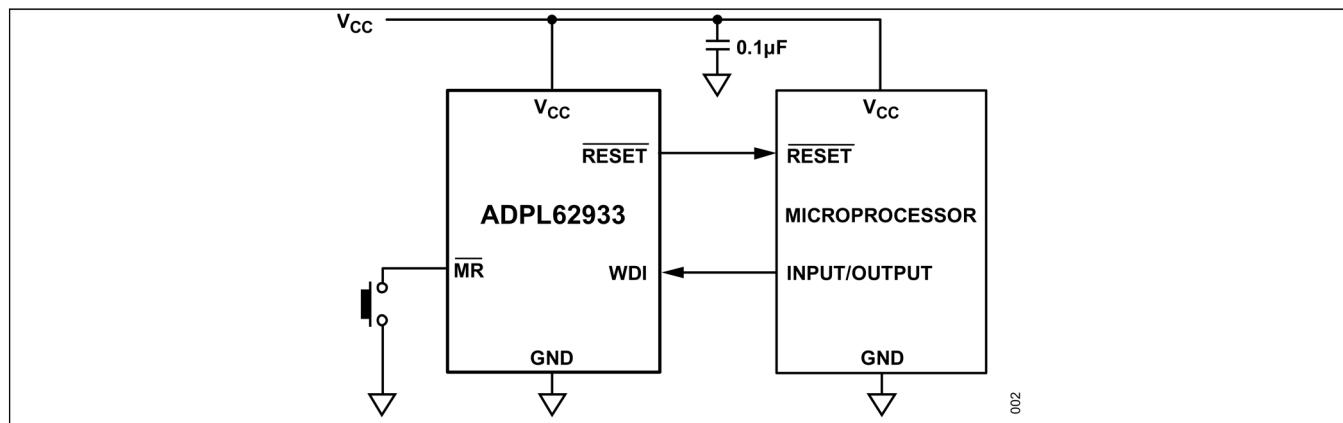 VCC
0.1µF
VCC
VCC
RESET
RESET
ADPL62933
MICROPROCESSOR
MR
WDI
INPUT/OUTPUT
GND
GND
002